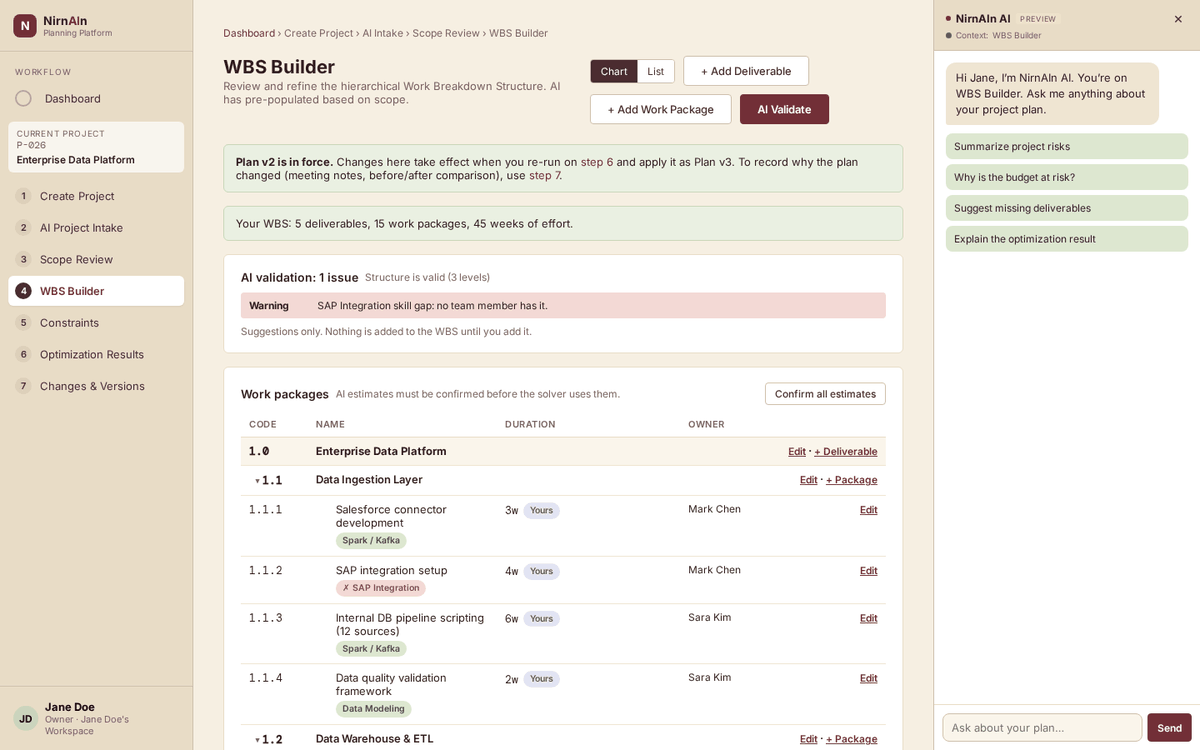 N
NirnAIn
Planning Platform
WORKFLOW
Dashboard
CURRENT PROJECT
P-026
Enterprise Data Platform
1 Create Project
2 AI Project Intake
3 Scope Review
4 WBS Builder
5 Constraints
6 Optimization Results
7 Changes & Versions
JD
Jane Doe
Owner · Jane Doe's
Workspace
Dashboard › Create Project › AI Intake › Scope Review › WBS Builder
WBS Builder
Review and refine the hierarchical Work Breakdown Structure. AI
has pre-populated based on scope.
Chart List + Add Deliverable
+ Add Work Package AI Validate
Plan v2 is in force. Changes here take effect when you re-run on step 6 and apply it as Plan v3. To record why the plan
changed (meeting notes, before/after comparison), use step 7.
Your WBS: 5 deliverables, 15 work packages, 45 weeks of effort.
AI validation: 1 issue Structure is valid (3 levels)
Warning SAP Integration skill gap: no team member has it.
Suggestions only. Nothing is added to the WBS until you add it.
Work packages AI estimates must be confirmed before the solver uses them. Confirm all estimates
CODE NAME DURATION OWNER
1.0 Enterprise Data Platform Edit · + Deliverable
▾ 1.1 Data Ingestion Layer Edit · + Package
1.1.1 Salesforce connector 3w Yours Mark Chen Edit
development
Spark / Kafka
1.1.2 SAP integration setup 4w Yours Mark Chen Edit
✗ SAP Integration
1.1.3 Internal DB pipeline scripting 6w Yours Sara Kim Edit
(12 sources)
Spark / Kafka
1.1.4 Data quality validation 2w Yours Sara Kim Edit
framework
Data Modeling
▾ 1.2 Data Warehouse & ETL Edit · + Package
NirnAIn AI PREVIEW ✕
Context: WBS Builder
Hi Jane, I'm NirnAIn AI. You're on
WBS Builder. Ask me anything about
your project plan.
Summarize project risks
Why is the budget at risk?
Suggest missing deliverables
Explain the optimization result
Ask about your plan... Send